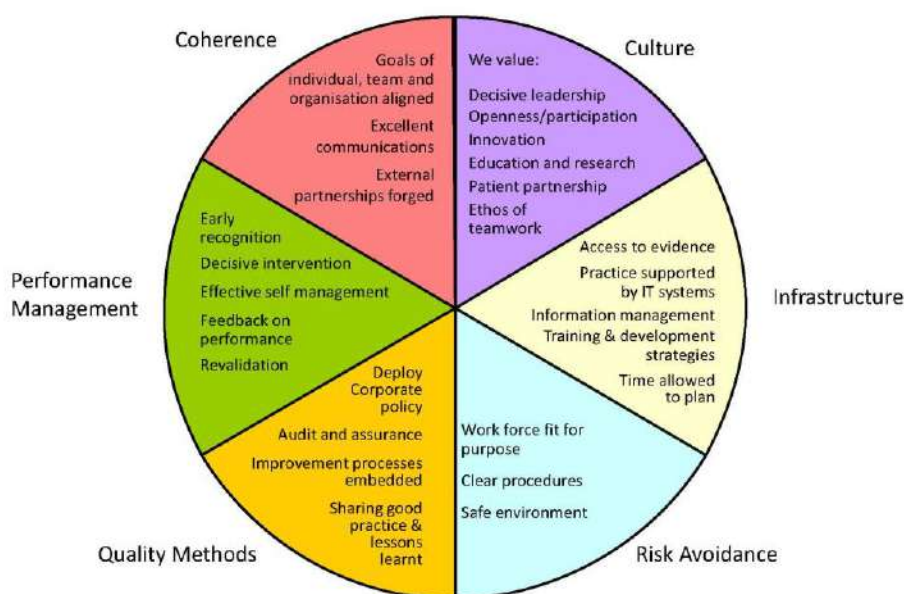 Coherence
Goals of
individual, team and
organisation aligned
Excellent
communications
External
partnerships forged
Culture
We value:
Decisive leadership
Openness/participation
Innovation
Education and research
Patient partnership
Ethos of
teamwork
Infrastructure
Access to evidence
Practice supported
by IT systems
Information management
Training & development
strategies
Time allowed
to plan
Risk Avoidance
Work force fit for
purpose
Clear procedures
Safe environment
Quality Methods
Deploy
Corporate
policy
Audit and assurance
Improvement processes
embedded
Sharing good
practice &
lessons
learnt
Performance
Management
Early
recognition
Decisive intervention
Effective self management
Feedback on
performance
Revalidation